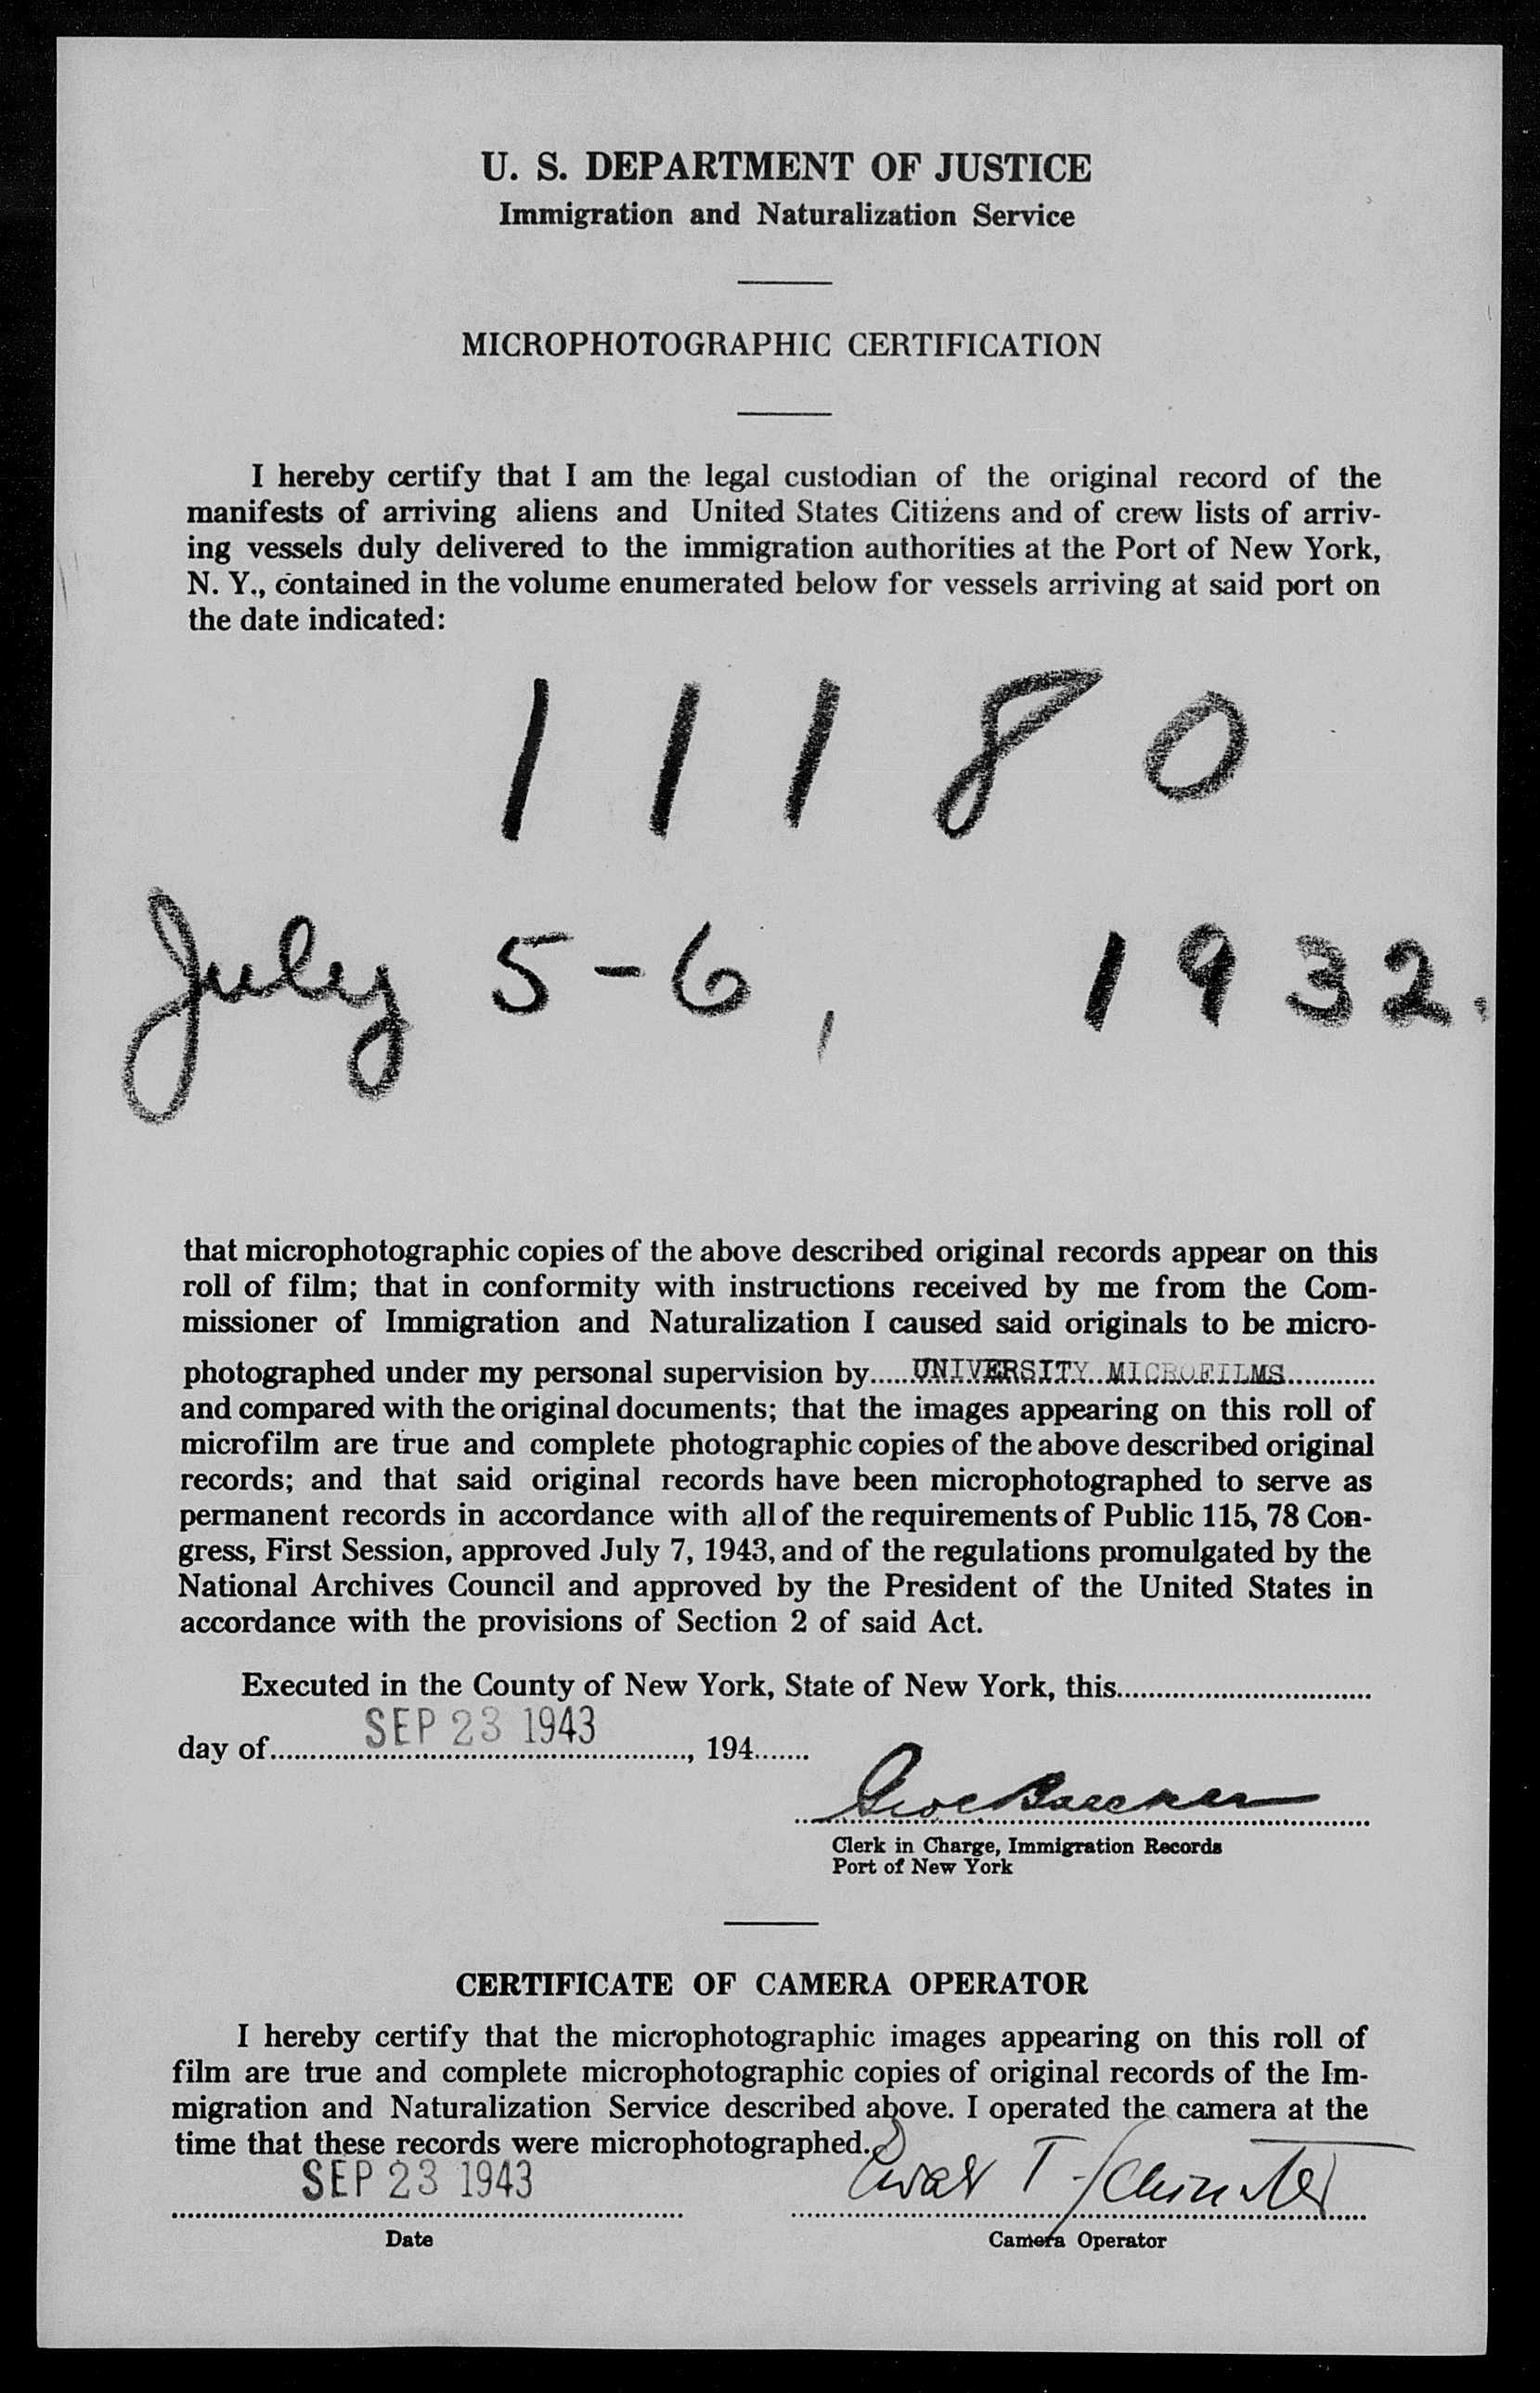 U. S. DEPARTMENT OF JUSTICE
Immigration and Naturalization Service
MICROPHOTOGRAPHIC CERTIFICATION
I hereby certify that I am the legal custodian of the original record of the
manifests of arriving aliens and United States Citizens and of crew lists of arriv-
ing vessels duly delivered to the immigration authorities at the Port of New York,
N. Y., contained in the volume enumerated below for vessels arriving at said port on
the date indicated:
11180
July 5-6, 1932.
that microphotographic copies of the above described original records appear on this
roll of film; that in conformity with instructions received by me from the Com-
missioner of Immigration and Naturalization I caused said originals to be micro-
photographed under my personal supervision by.....UNIVERSITY MICROFILMS............
and compared with the original documents; that the images appearing on this roll of
microfilm are true and complete photographic copies of the above described original
records; and that said original records have been microphotographed to serve as
permanent records in accordance with all of the requirements of Public 115, 78 Con-
gress, First Session, approved July 7, 1943, and of the regulations promulgated by the
National Archives Council and approved by the President of the United States in
accordance with the provisions of Section 2 of said Act.
Executed in the County of New York, State of New York, this................................
day of SEP 23 1943, 194.......
Clerk in Charge, Immigration Records
Port of New York
CERTIFICATE OF CAMERA OPERATOR
I hereby certify that the microphotographic images appearing on this roll of
film are true and complete microphotographic copies of original records of the Im-
migration and Naturalization Service described above. I operated the camera at the
time that these records were microphotographed.
SEP 23 1943
Date
Camera Operator